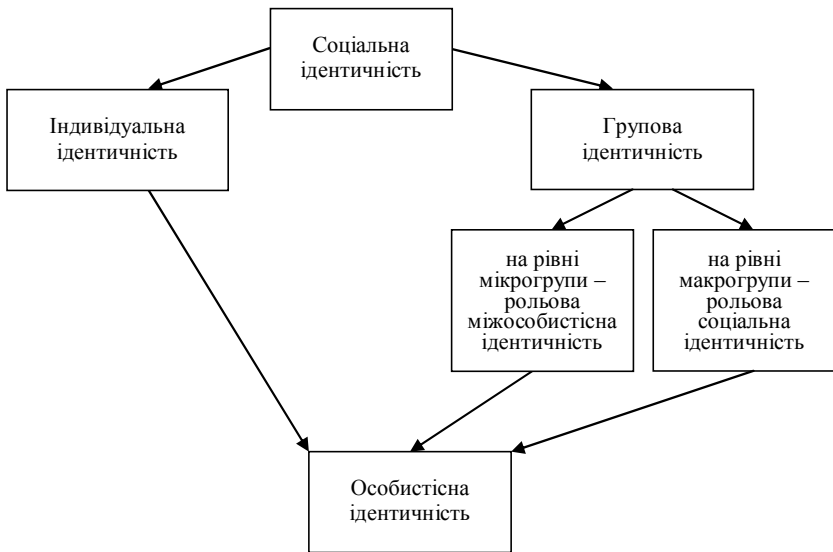 Соціальна
ідентичність
Індивідуальна
ідентичність
Групова
ідентичність
на рівні
мікрогрупи –
рольова
міжособистісна
ідентичність
на рівні
макрогрупи –
рольова
соціальна
ідентичність
Особистісна
ідентичність